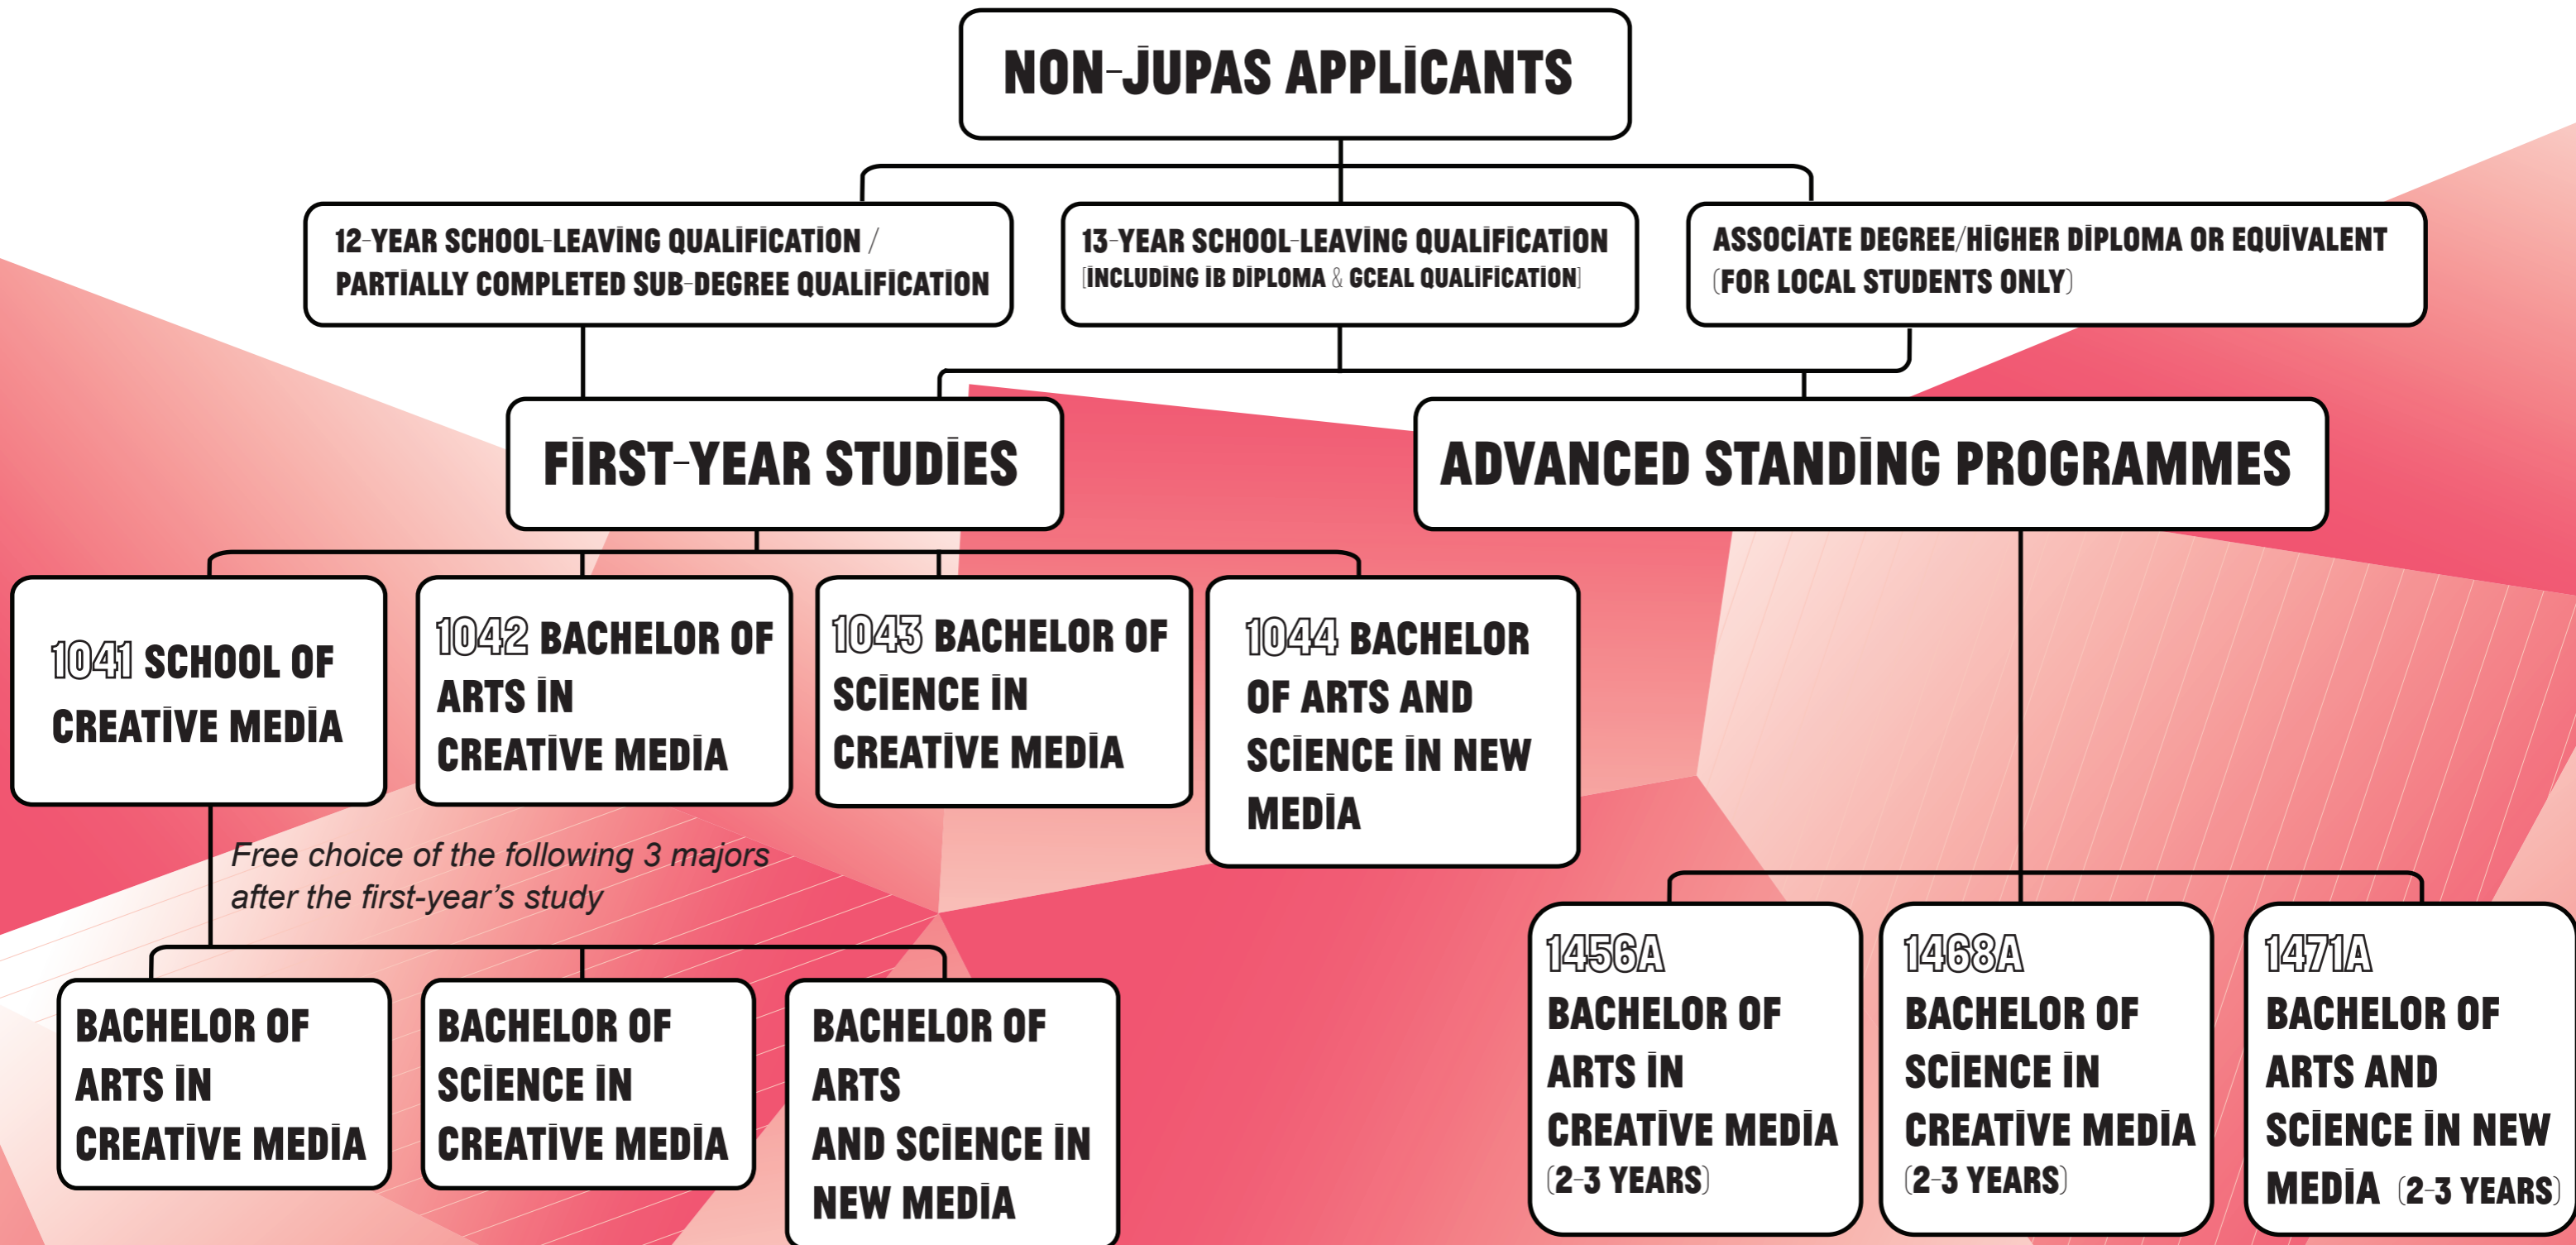 NON-JUPAS APPLICANTS
12-YEAR SCHOOL-LEAVING QUALIFICATION /
PARTIALLY COMPLETED SUB-DEGREE QUALIFICATION
13-YEAR SCHOOL-LEAVING QUALIFICATION
[INCLUDING IB DIPLOMA & GCEAL QUALIFICATION]
ASSOCIATE DEGREE/HIGHER DIPLOMA OR EQUIVALENT
(FOR LOCAL STUDENTS ONLY)
FIRST-YEAR STUDIES
ADVANCED STANDING PROGRAMMES
1041 SCHOOL OF
CREATIVE MEDIA
1042 BACHELOR OF
ARTS IN
CREATIVE MEDIA
1043 BACHELOR OF
SCIENCE IN
CREATIVE MEDIA
1044 BACHELOR
OF ARTS AND
SCIENCE IN NEW
MEDIA
Free choice of the following 3 majors
after the first-year’s study
BACHELOR OF
ARTS IN
CREATIVE MEDIA
BACHELOR OF
SCIENCE IN
CREATIVE MEDIA
BACHELOR OF
ARTS
AND SCIENCE IN
NEW MEDIA
1456A
BACHELOR OF
ARTS IN
CREATIVE MEDIA
(2-3 YEARS)
1468A
BACHELOR OF
SCIENCE IN
CREATIVE MEDIA
(2-3 YEARS)
1471A
BACHELOR OF
ARTS AND
SCIENCE IN NEW
MEDIA (2-3 YEARS)